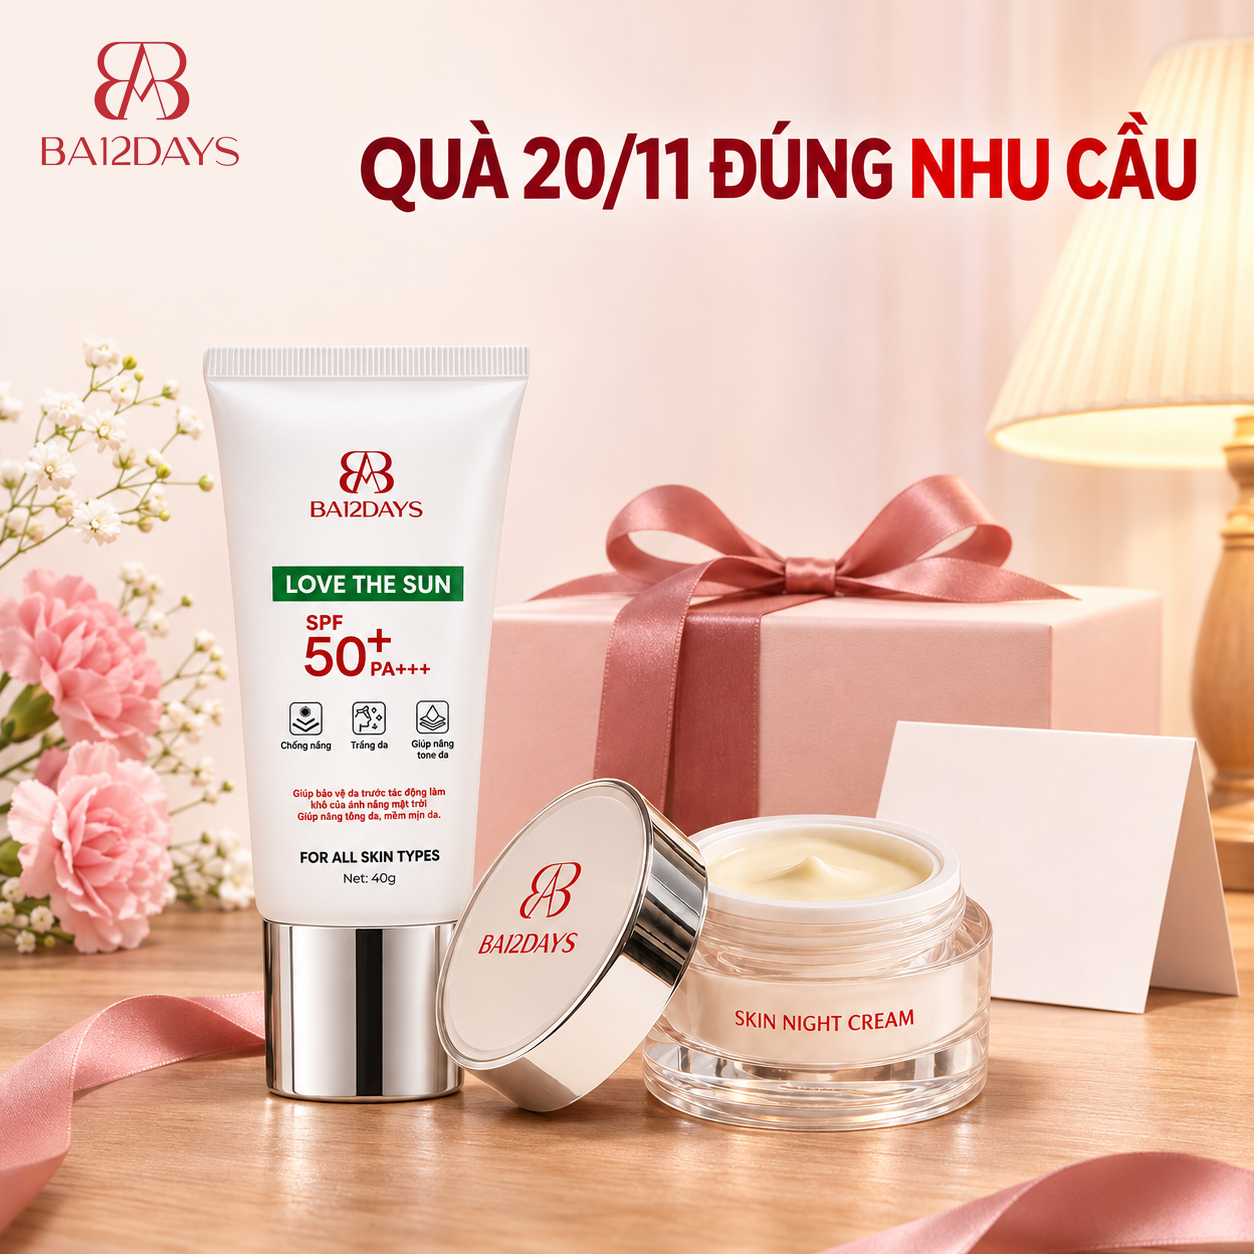 BA12DAYS
QUÀ 20/11 ĐÚNG NHU CẦU
BA12DAYS
LOVE THE SUN
SPF
50+
PA+++
Chống nắng
Trắng da
Giúp nâng
tone da
Giúp bảo vệ da trước tác động làm
khô của ánh nắng mặt trời
Giúp nâng tông da, mềm mịn da.
FOR ALL SKIN TYPES
Net: 40g
BA12DAYS
SKIN NIGHT CREAM